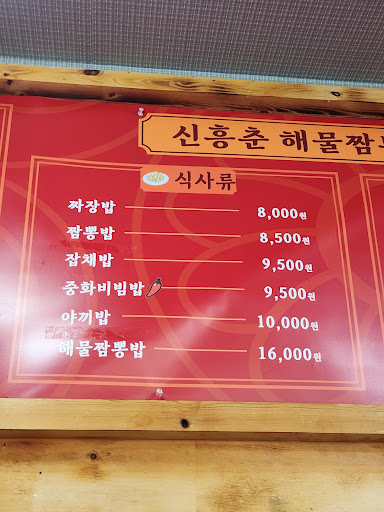 신흥춘 해물짬
식사류
짜장밥 8,000원
짬뽕밥 8,500원
잡채밥 9,500원
중화비빔밥 9,500원
야끼밥 10,000원
해물짬뽕밥 16,000원